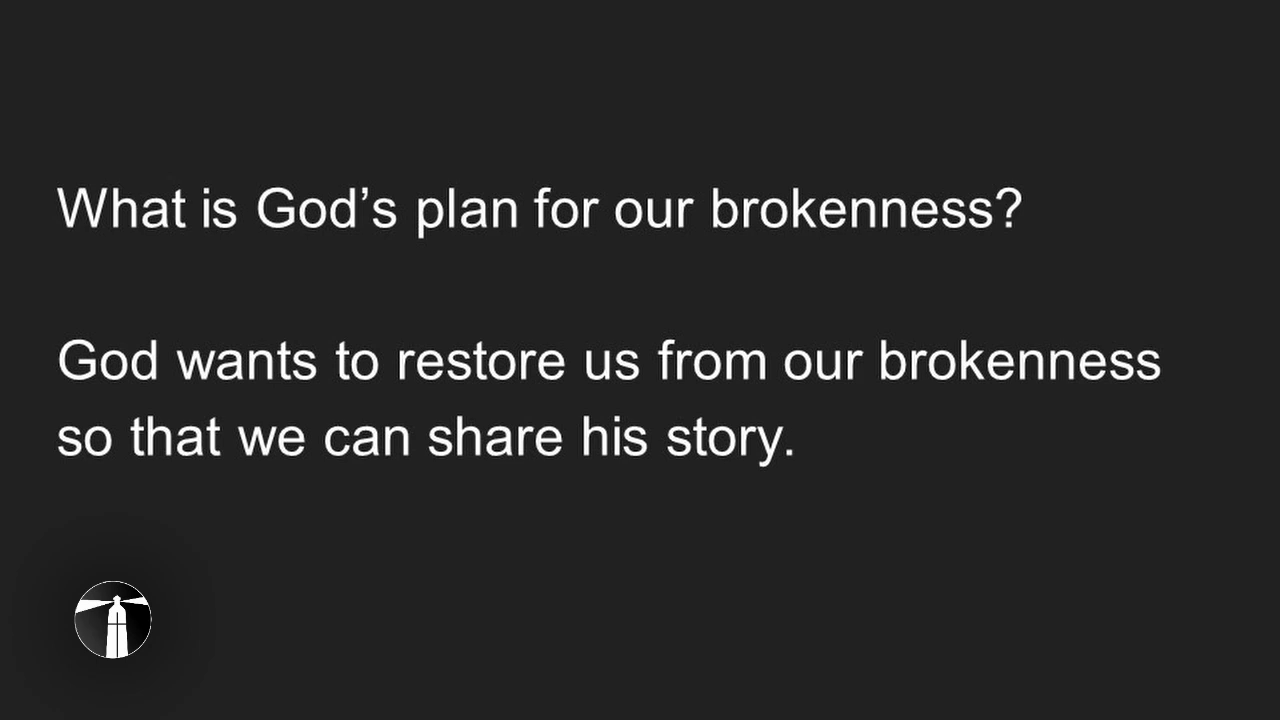 What is God’s plan for our brokenness?
God wants to restore us from our brokenness
so that we can share his story.